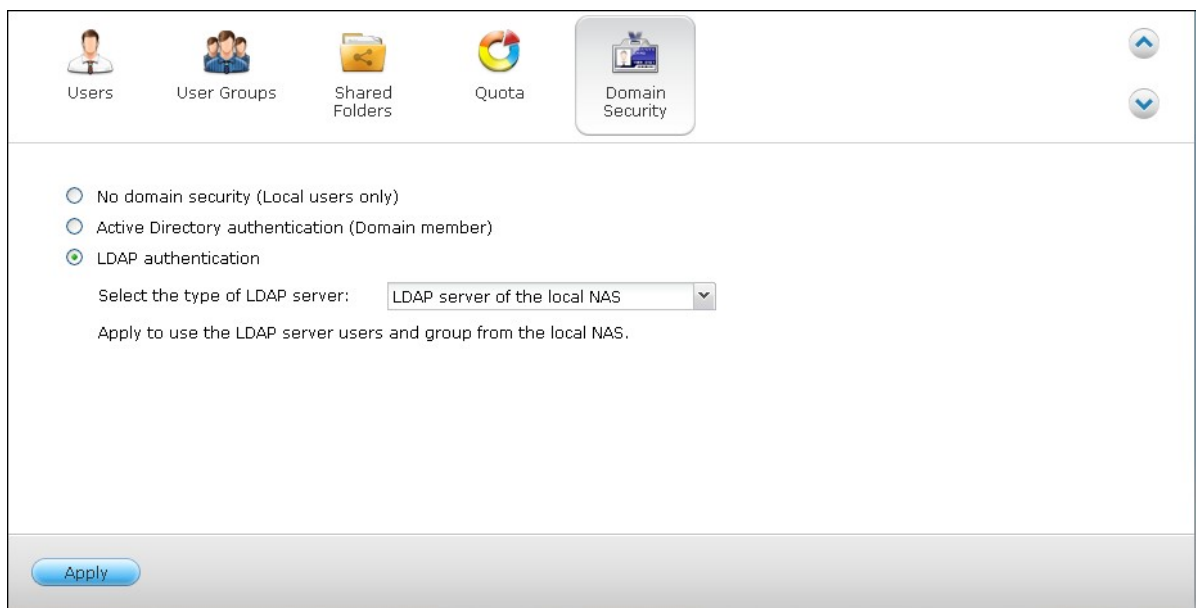 Users
User Groups
Shared
Folders
Quota
Domain
Security
No domain security (Local users only)
Active Directory authentication (Domain member)
LDAP authentication
Select the type of LDAP server: LDAP server of the local NAS
Apply to use the LDAP server users and group from the local NAS.
Apply